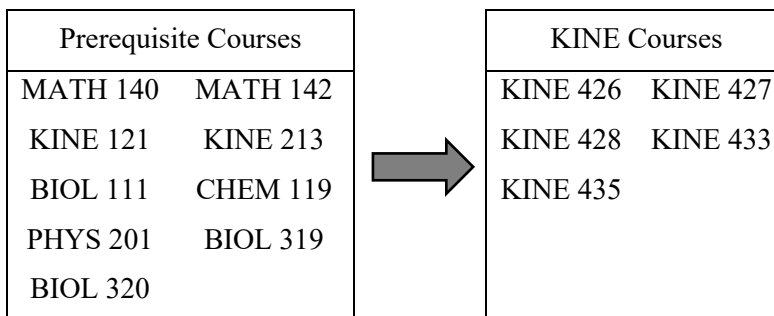 Prerequisite Courses
MATH 140 MATH 142
KINE 121 KINE 213
BIOL 111 CHEM 119
PHYS 201 BIOL 319
BIOL 320
KINE Courses
KINE 426 KINE 427
KINE 428 KINE 433
KINE 435